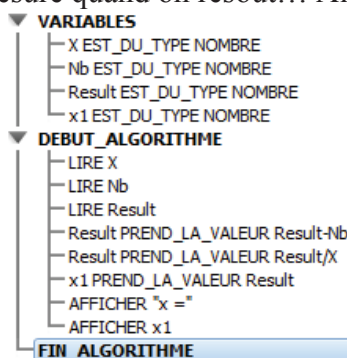 VARIABLES
X EST_DU_TYPE NOMBRE
Nb EST_DU_TYPE NOMBRE
Result EST_DU_TYPE NOMBRE
x1 EST_DU_TYPE NOMBRE
DEBUT_ALGORITHME
LIRE X
LIRE Nb
LIRE Result
Result PREND_LA_VALEUR Result-Nb
Result PREND_LA_VALEUR Result/X
x1 PREND_LA_VALEUR Result
AFFICHER "x ="
AFFICHER x1
FIN_ALGORITHME